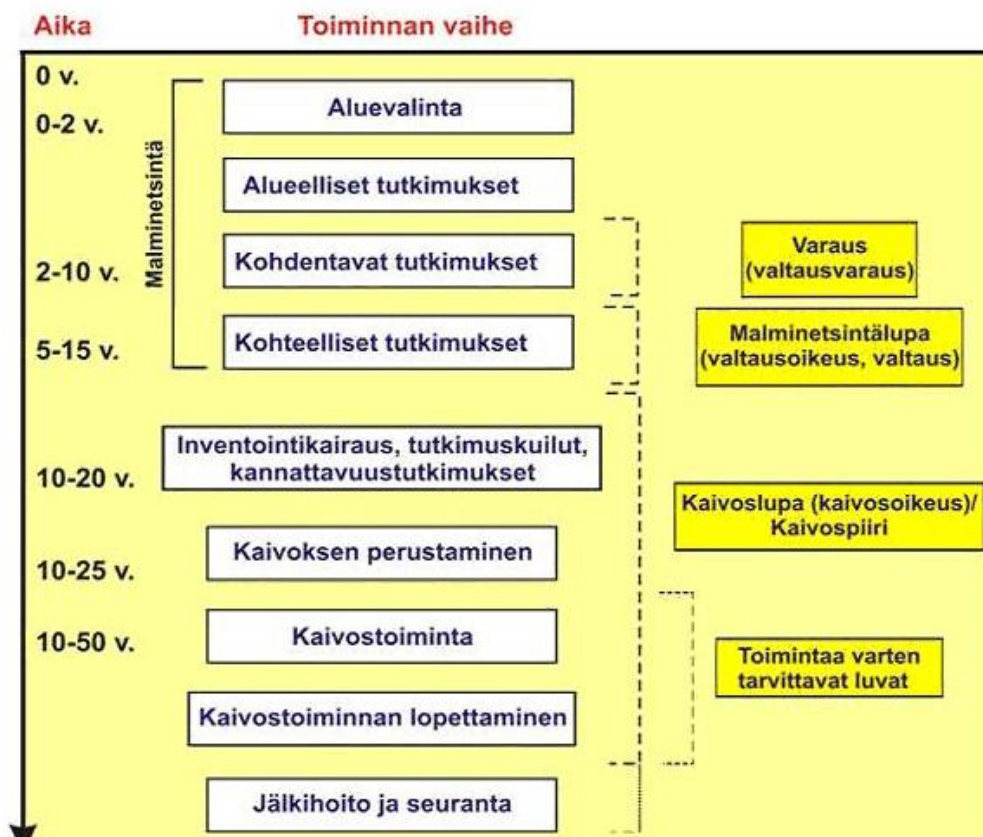 Aika
Toiminnan vaihe
0 v.
0-2 v.
2-10 v.
5-15 v.
10-20 v.
10-25 v.
10-50 v.
Malminetsintä
Aluevalinta
Alueelliset tutkimukset
Kohdentavat tutkimukset
Kohteelliset tutkimukset
Inventointikairaus, tutkimuskuilut,
kannattavuustutkimukset
Kaivoksen perustaminen
Kaivostoiminta
Kaivostoiminnan lopettaminen
Jälkihoito ja seuranta
Varaus
(valtausvaraus)
Malminetsintälupa
(valtausoikeus, valtaus)
Kaivoslupa (kaivosoikeus)/
Kaivospiiri
Toimintaa varten
tarvittavat luvat